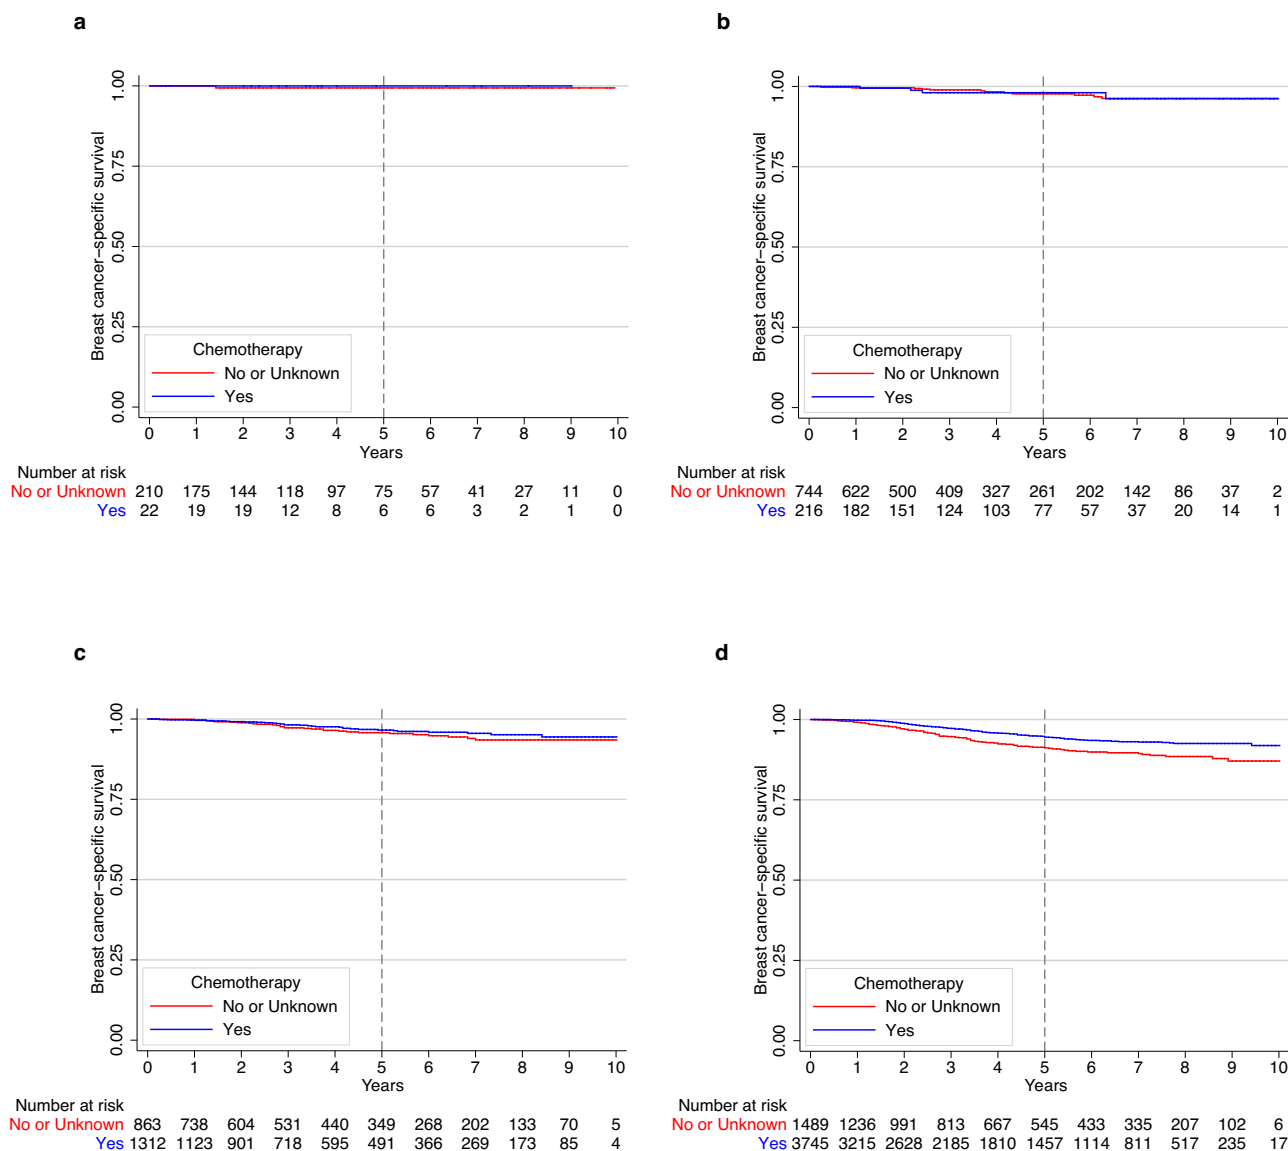 a
Breast cancer–specific survival
1.00
0.75
0.50
0.25
0.00
Chemotherapy
No or Unknown
Yes
0 1 2 3 4 5 6 7 8 9 10
Years
Number at risk
No or Unknown 210 175 144 118 97 75 57 41 27 11 0
Yes 22 19 19 12 8 6 6 3 2 1 0
b
Breast cancer–specific survival
1.00
0.75
0.50
0.25
0.00
Chemotherapy
No or Unknown
Yes
0 1 2 3 4 5 6 7 8 9 10
Years
Number at risk
No or Unknown 744 622 500 409 327 261 202 142 86 37 2
Yes 216 182 151 124 103 77 57 37 20 14 1
c
Breast cancer–specific survival
1.00
0.75
0.50
0.25
0.00
Chemotherapy
No or Unknown
Yes
0 1 2 3 4 5 6 7 8 9 10
Years
Number at risk
No or Unknown 863 738 604 531 440 349 268 202 133 70 5
Yes 1312 1123 901 718 595 491 366 269 173 85 4
d
Breast cancer–specific survival
1.00
0.75
0.50
0.25
0.00
Chemotherapy
No or Unknown
Yes
0 1 2 3 4 5 6 7 8 9 10
Years
Number at risk
No or Unknown 1489 1236 991 813 667 545 433 335 207 102 6
Yes 3745 3215 2628 2185 1810 1457 1114 811 517 235 17